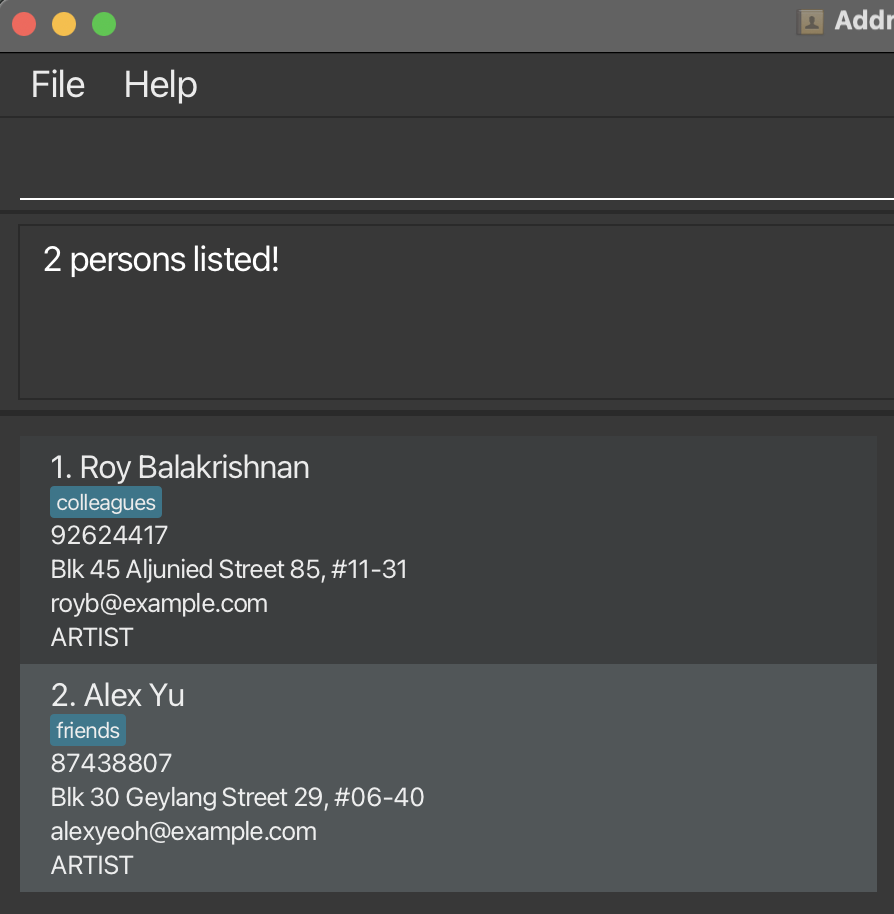 Addr
File Help
2 persons listed!
1. Roy Balakrishnan
colleagues
92624417
Blk 45 Aljunied Street 85, #11-31
royb@example.com
ARTIST
2. Alex Yu
friends
87438807
Blk 30 Geylang Street 29, #06-40
alexyeoh@example.com
ARTIST